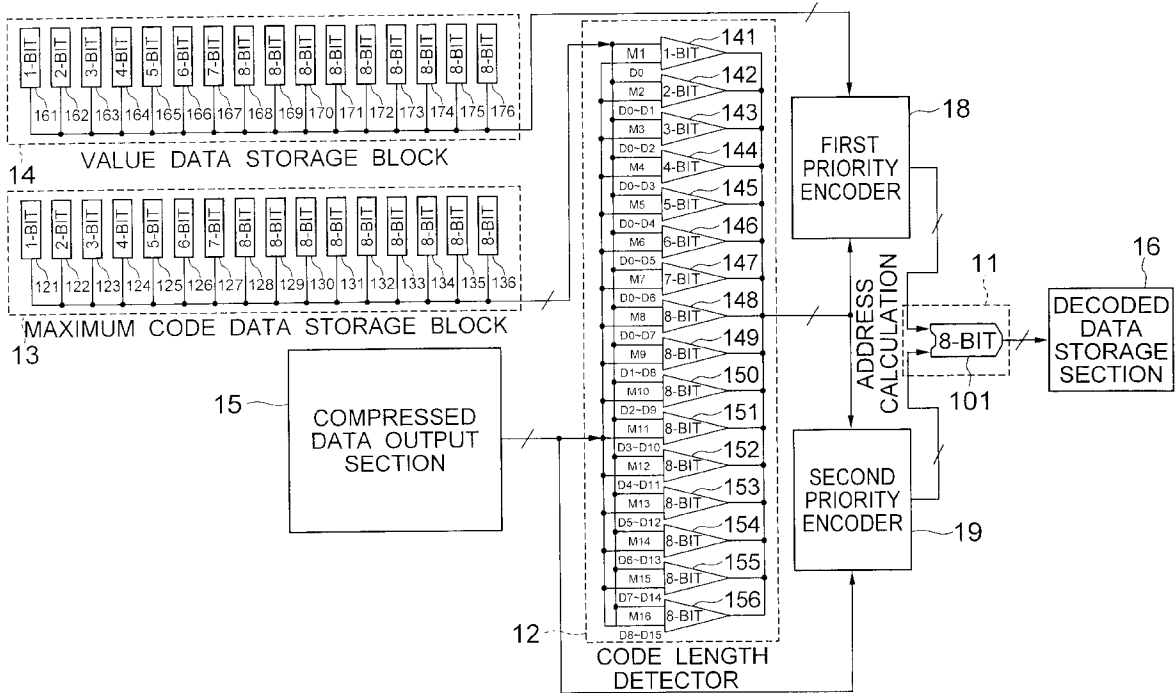 1-BIT 2-BIT 3-BIT 4-BIT 5-BIT 6-BIT 7-BIT 8-BIT 8-BIT 8-BIT 8-BIT 8-BIT 8-BIT 8-BIT 8-BIT 8-BIT
161 162 163 164 165 166 167 168 169 170 171 172 173 174 175 176
14
VALUE DATA STORAGE BLOCK
1-BIT 2-BIT 3-BIT 4-BIT 5-BIT 6-BIT 7-BIT 8-BIT 8-BIT 8-BIT 8-BIT 8-BIT 8-BIT 8-BIT 8-BIT 8-BIT
121 122 123 124 125 126 127 128 129 130 131 132 133 134 135 136
MAXIMUM CODE DATA STORAGE BLOCK
13
15
COMPRESSED
DATA OUTPUT
SECTION
M1 1-BIT 141
D0
M2 2-BIT 142
D0~D1
M3 3-BIT 143
D0~D2
M4 4-BIT 144
D0~D3
M5 5-BIT 145
D0~D4
M6 6-BIT 146
D0~D5
M7 7-BIT 147
D0~D6
M8 8-BIT 148
D0~D7
M9 8-BIT 149
D1~D8
M10 8-BIT 150
D2~D9
M11 8-BIT 151
D3~D10
M12 8-BIT 152
D4~D11
M13 8-BIT 153
D5~D12
M14 8-BIT 154
D6~D13
M15 8-BIT 155
D7~D14
M16 8-BIT 156
D8~D15
12
CODE LENGTH
DETECTOR
18
FIRST
PRIORITY
ENCODER
ADDRESS
CALCULATION
11
8-BIT
101
16
DECODED
DATA
STORAGE
SECTION
SECOND
PRIORITY
ENCODER
19